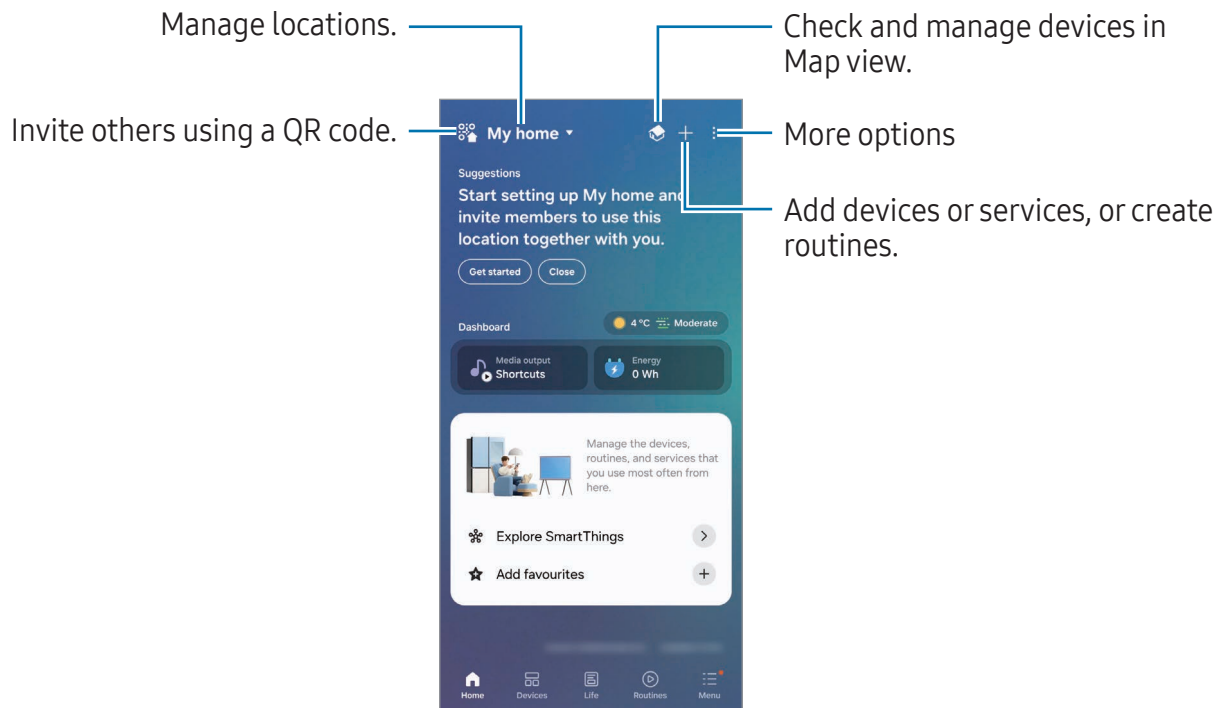 Manage locations.
Check and manage devices in
Map view.
Invite others using a QR code.
My home
More options
Add devices or services, or create
routines.
Suggestions
Start setting up My home and
invite members to use this
location together with you.
Get started
Close
Dashboard
4 °C
Moderate
Media output
Shortcuts
Energy
0 Wh
Manage the devices,
routines, and services that
you use most often from
here.
Explore SmartThings
Add favourites
Home
Devices
Life
Routines
Menu